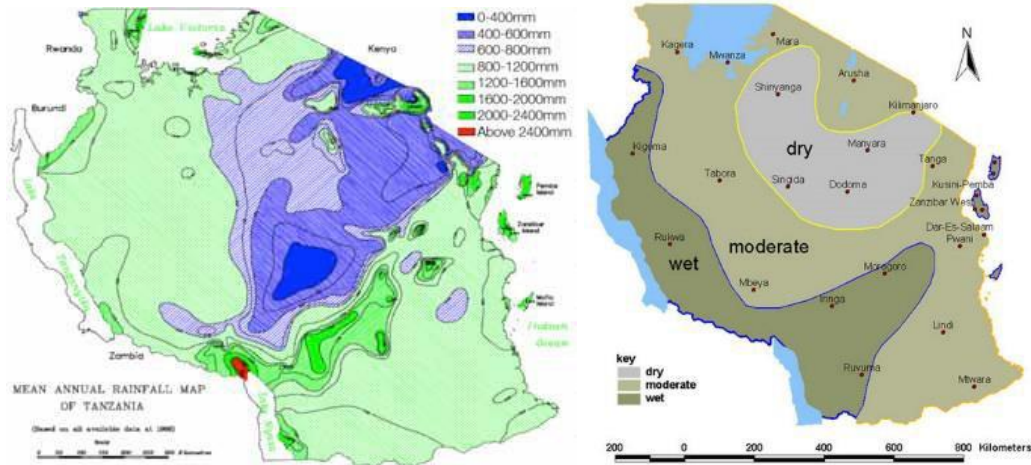 Lake Victoria
Rwanda
Kenya
Burundi
Lake
Tanganyika
Pemba
Island
Zanzibar
Island
Mafia
Island
Indian
Ocean
Zambia
Lake Nyasa
MEAN ANNUAL RAINFALL MAP
OF TANZANIA
(Based on all available data at
Scale
0-400mm
400-600mm
600-800mm
800-1200mm
1200-1600mm
1600-2000mm
2000-2400mm
Above 2400mm
N
Kagera
Mwanza
Mara
Shinyanga
Arusha
Kilimanjaro
Kigoma
dry
Manyara
Tabora
Singida
Dodoma
Tanga
Kusini-Pemba
Zanzibar West
Dar-Es-Salaam
Pwani
Rukwa
wet
moderate
Mbeya
Morogoro
Iringa
Lindi
Ruvuma
Mtwara
key
dry
moderate
wet
200 0 200 400 600 800 Kilometers